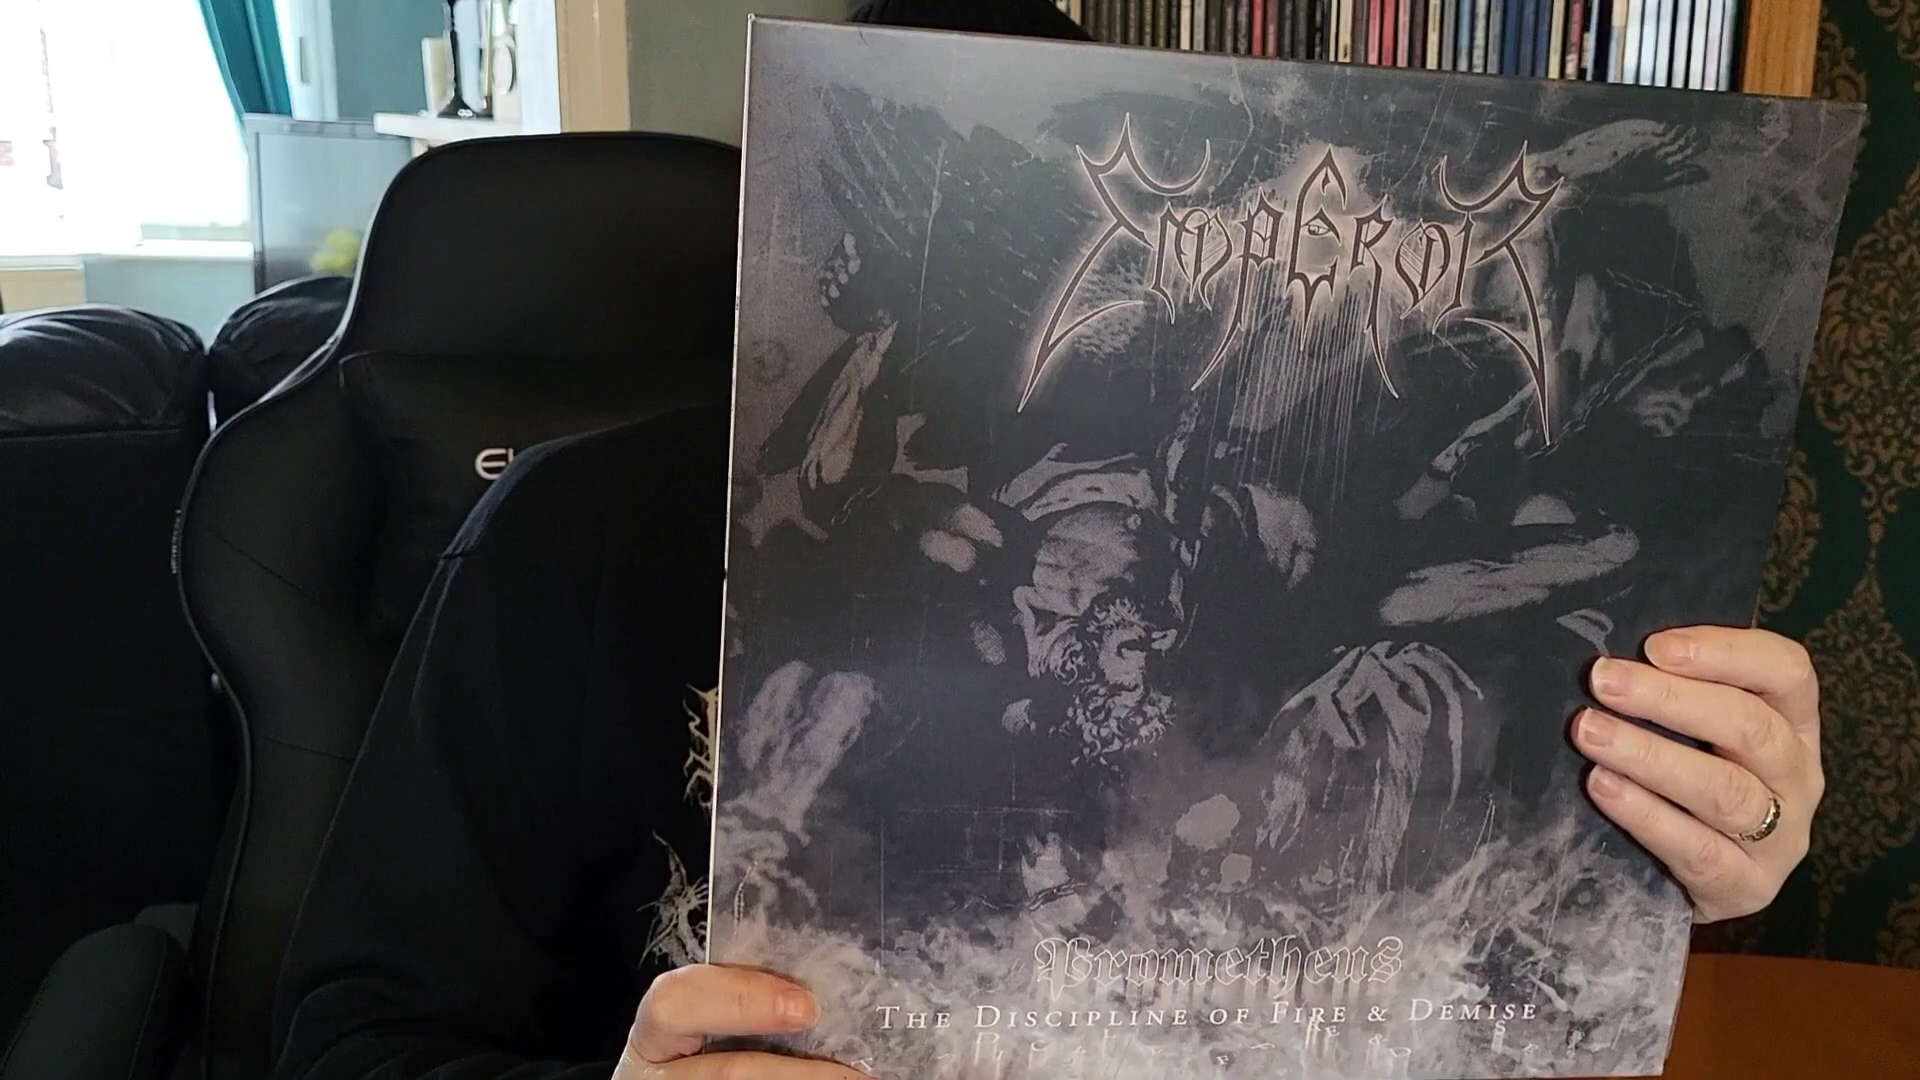 EMPEROR
Prometheus
THE DISCIPLINE OF FIRE & DEMISE